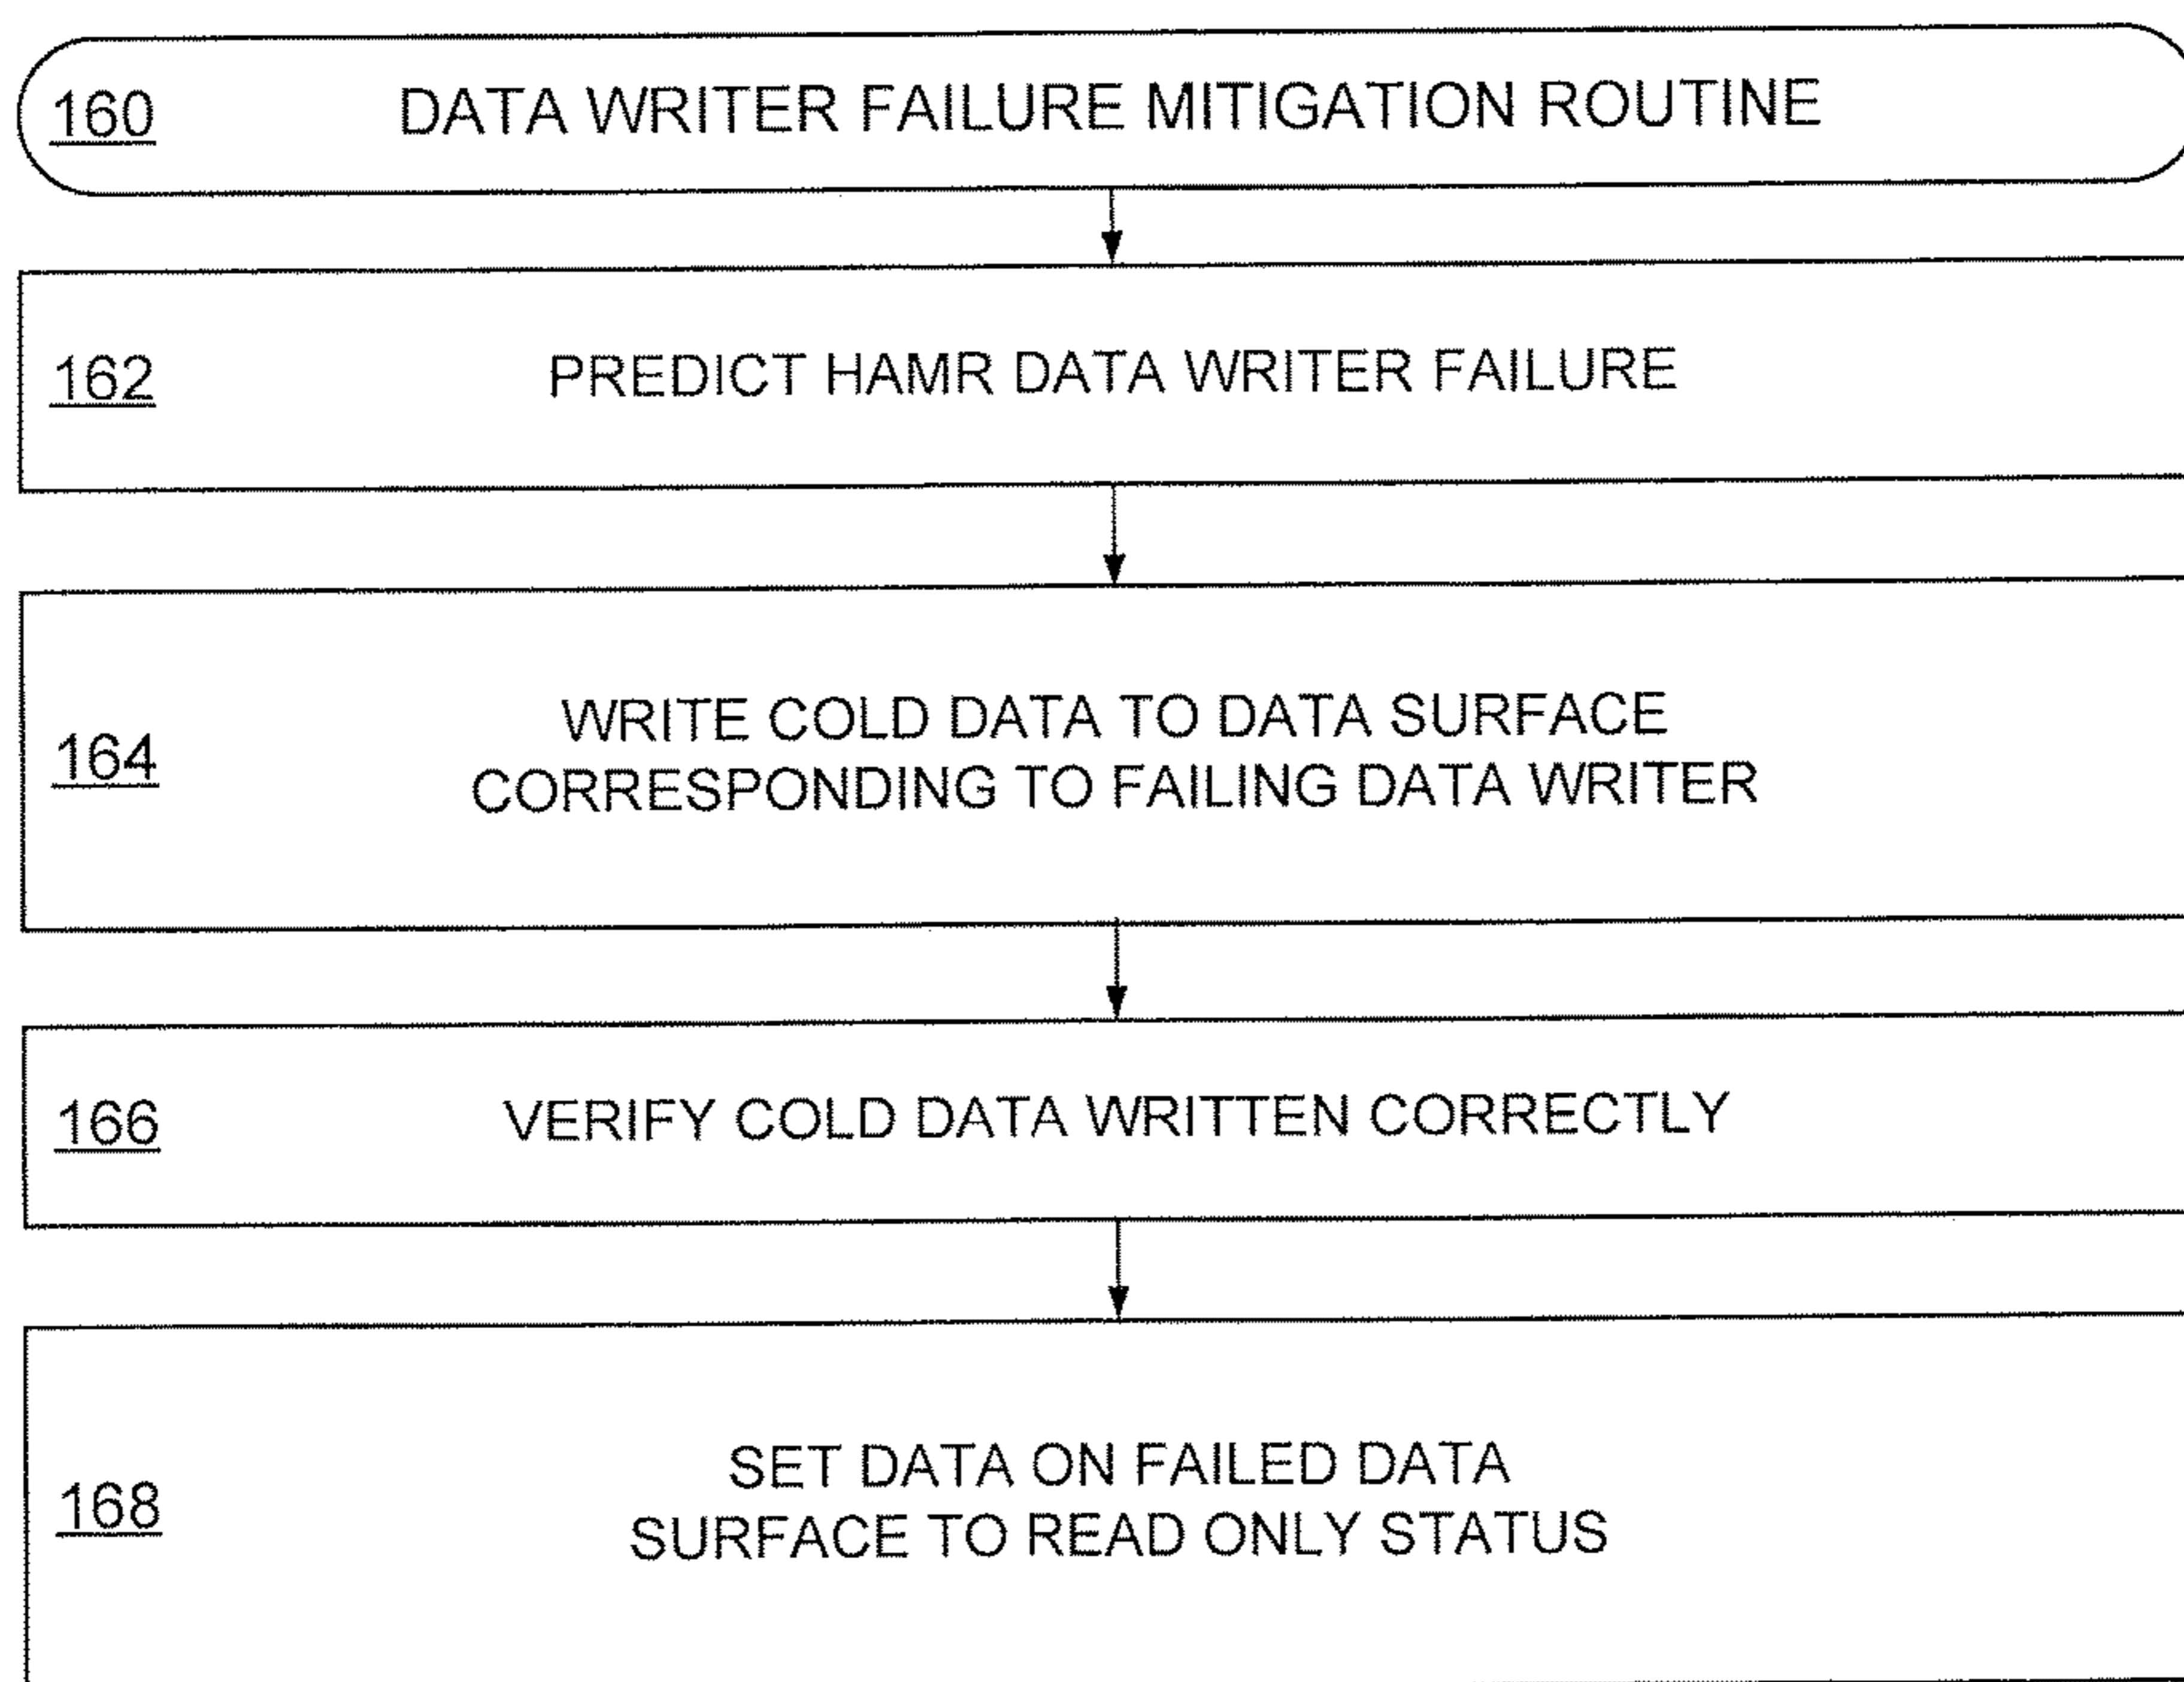 160 DATA WRITER FAILURE MITIGATION ROUTINE
162 PREDICT HAMR DATA WRITER FAILURE
WRITE COLD DATA TO DATA SURFACE
164
CORRESPONDING TO FAILING DATA WRITER
166 VERIFY COLD DATA WRITTEN CORRECTLY
SET DATA ON FAILED DATA
168
SURFACE TO READ ONLY STATUS